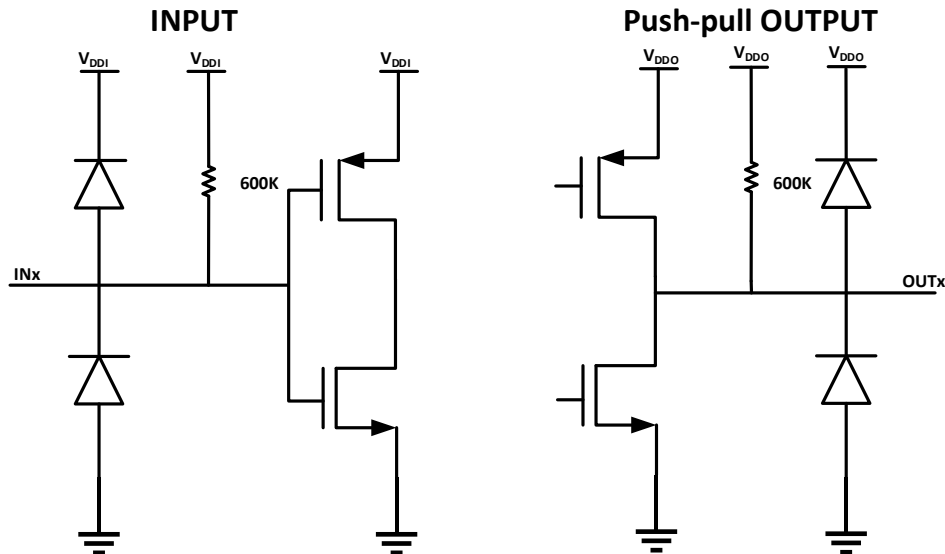 INPUT
Push-pull OUTPUT
VDDI
VDDI
VDDI
VDDO
VDDO
VDDO
600K
600K
INx
OUTx